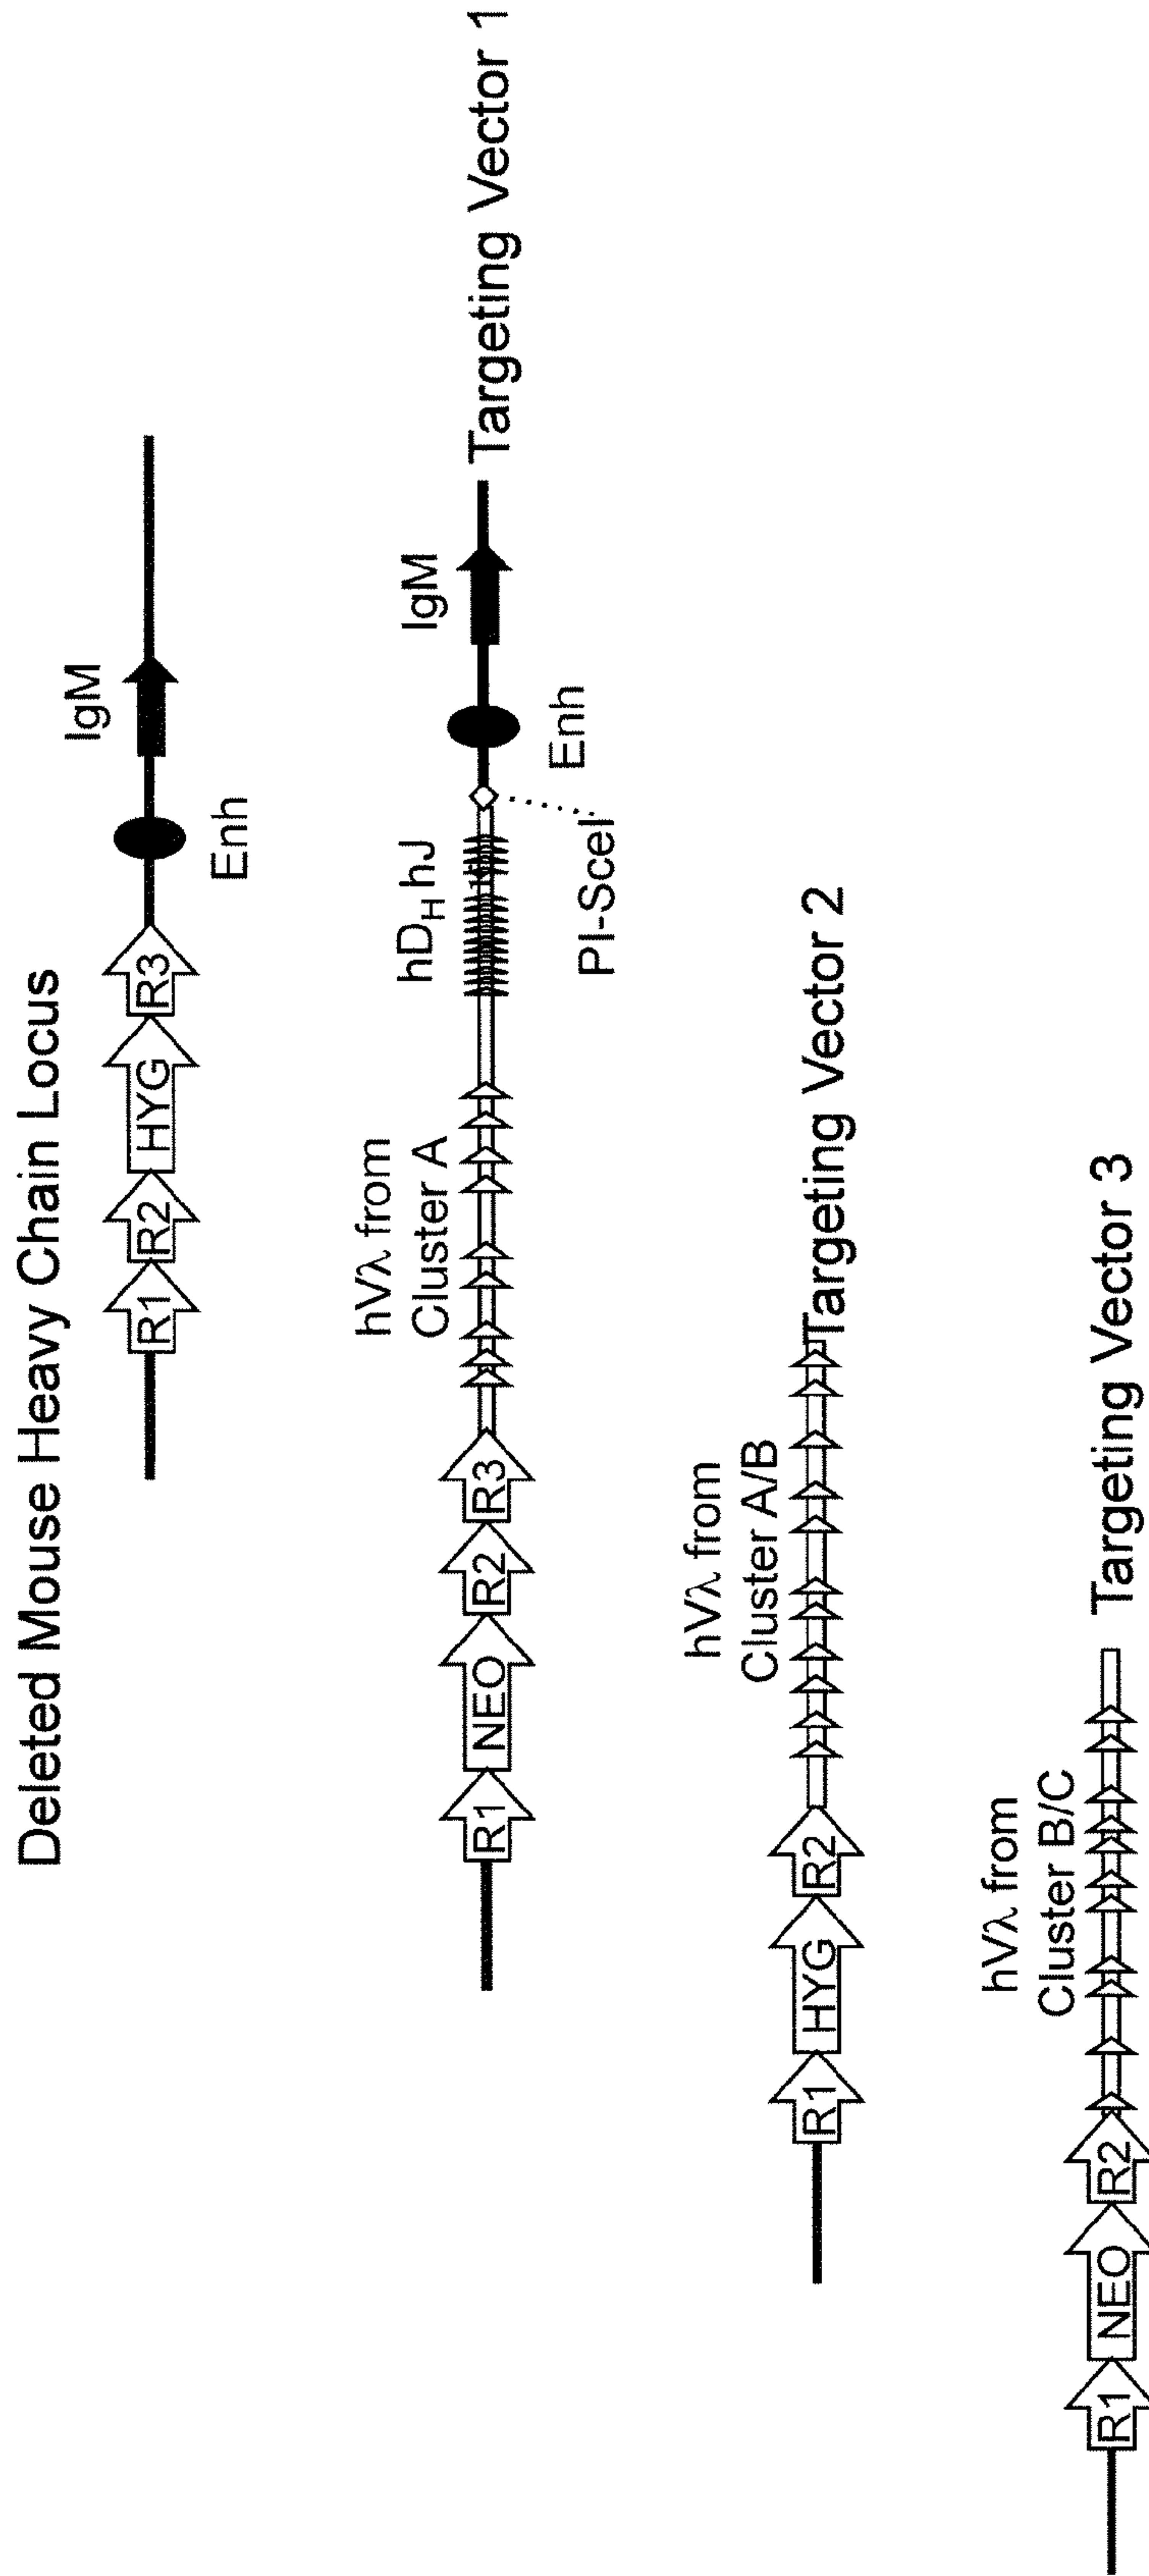 Deleted Mouse Heavy Chain Locus
IgM
R1 R2 HYG R3
Enh
hVλ from
Cluster A
hDH hJ
IgM
R1 NEO R2 R3
Targeting Vector 1
Enh
PI-SceI
hVλ from
Cluster A/B
R1 HYG R2
Targeting Vector 2
hVλ from
Cluster B/C
R1 NEO R2
Targeting Vector 3